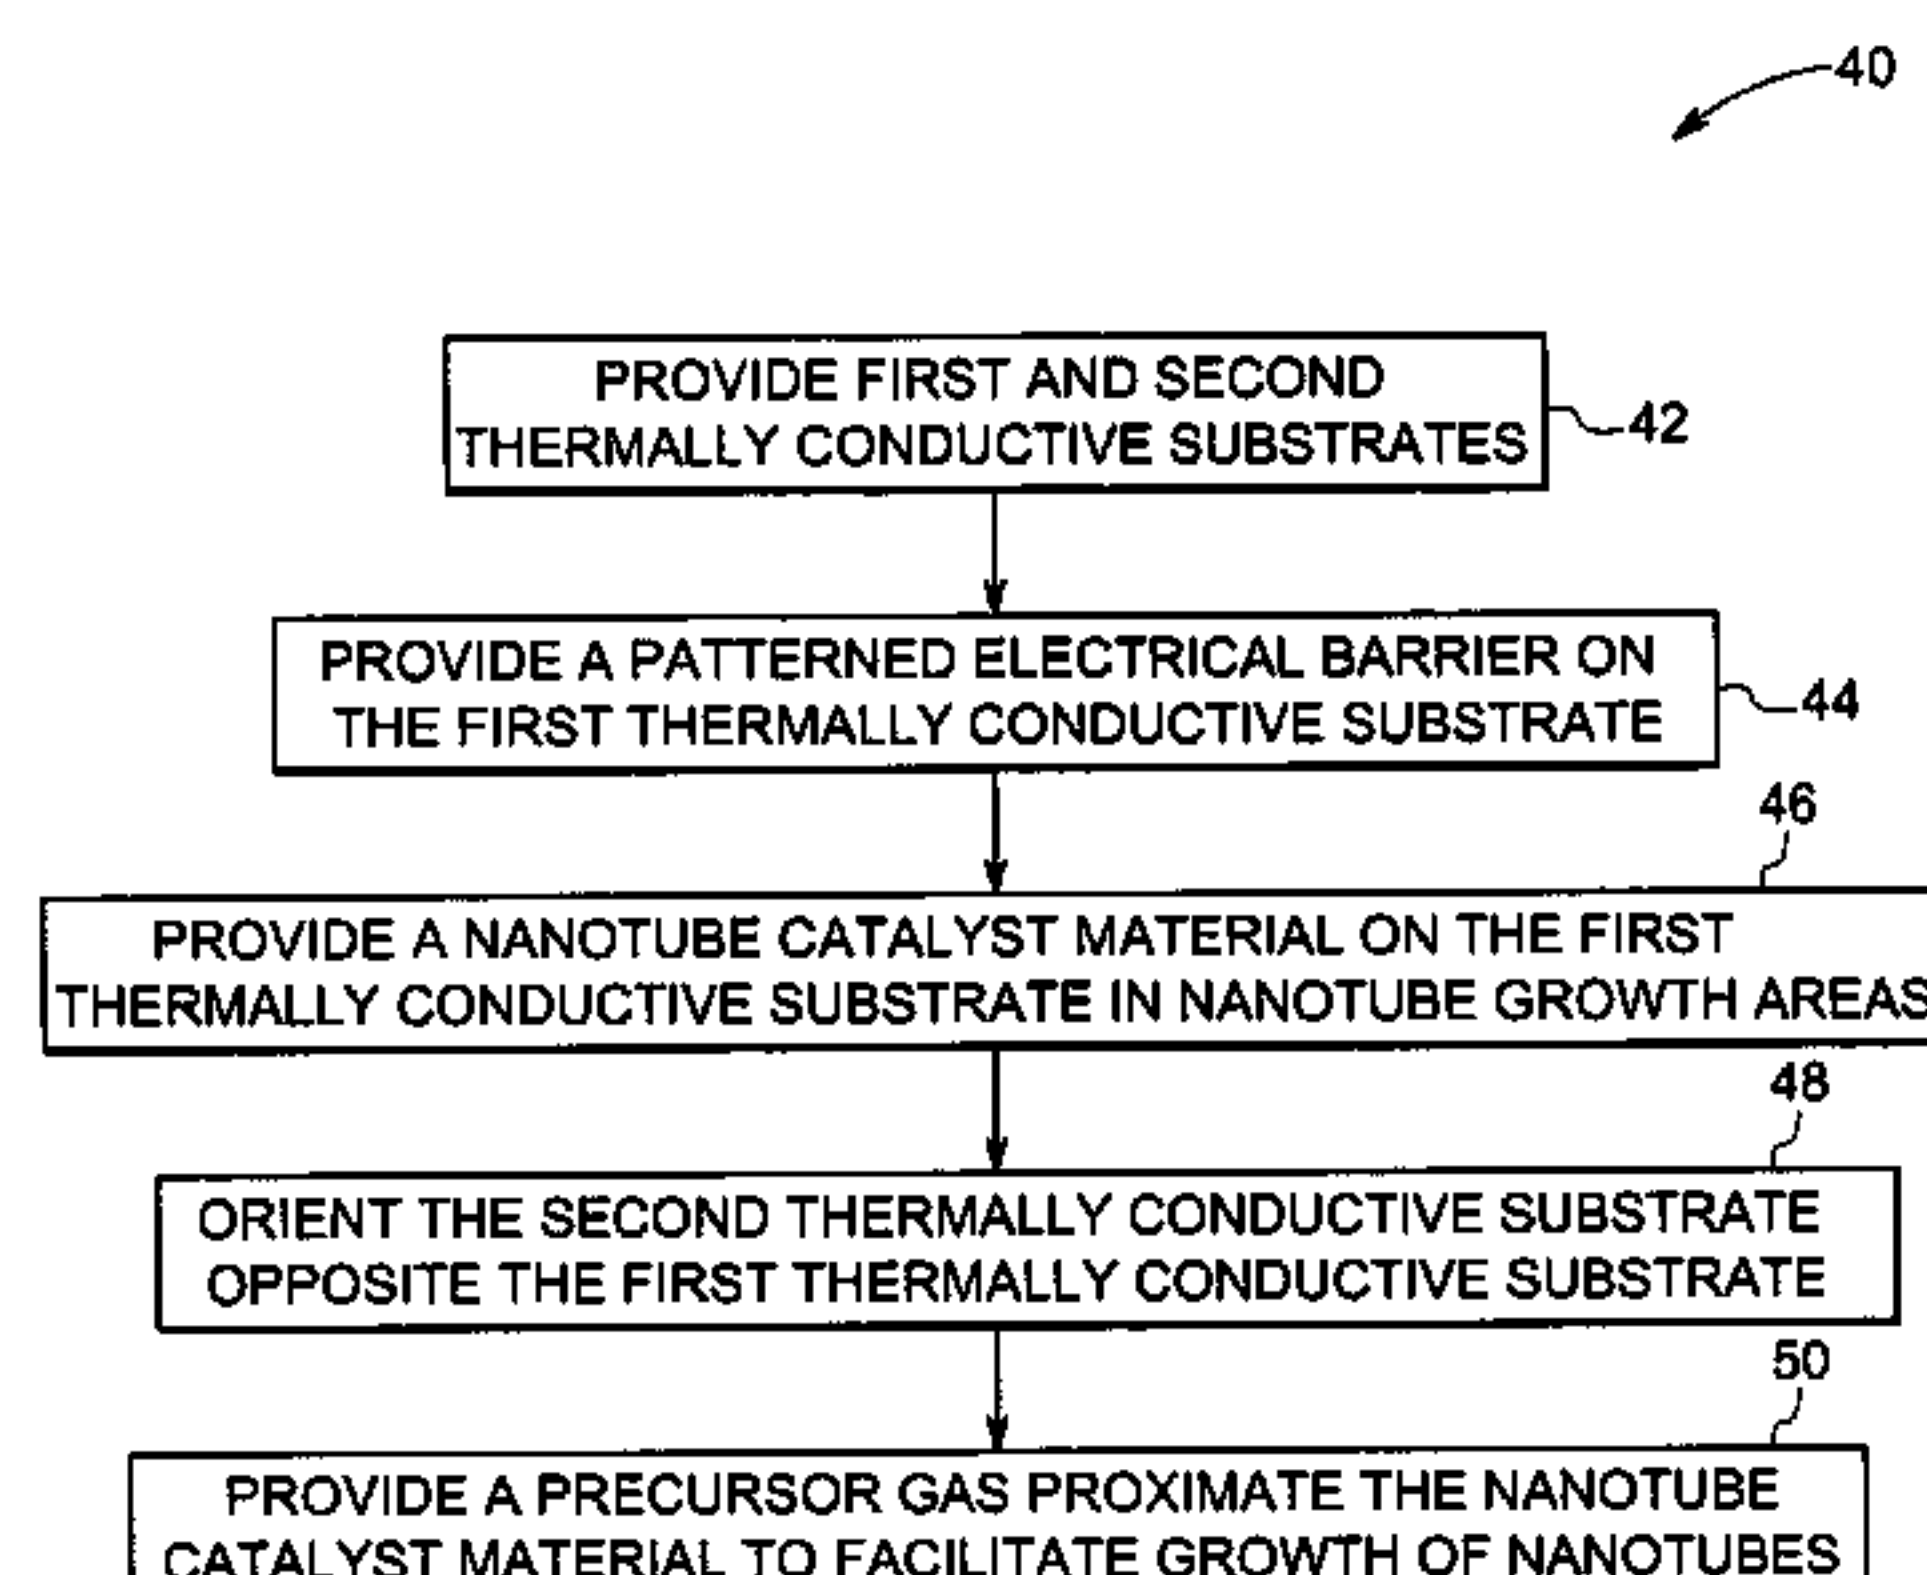 40
PROVIDE FIRST AND SECOND
THERMALLY CONDUCTIVE SUBSTRATES
42
PROVIDE A PATTERNED ELECTRICAL BARRIER ON
THE FIRST THERMALLY CONDUCTIVE SUBSTRATE
44
46
PROVIDE A NANOTUBE CATALYST MATERIAL ON THE FIRST
THERMALLY CONDUCTIVE SUBSTRATE IN NANOTUBE GROWTH AREAS
48
ORIENT THE SECOND THERMALLY CONDUCTIVE SUBSTRATE
OPPOSITE THE FIRST THERMALLY CONDUCTIVE SUBSTRATE
50
PROVIDE A PRECURSOR GAS PROXIMATE THE NANOTUBE
CATALYST MATERIAL TO FACILITATE GROWTH OF NANOTUBES